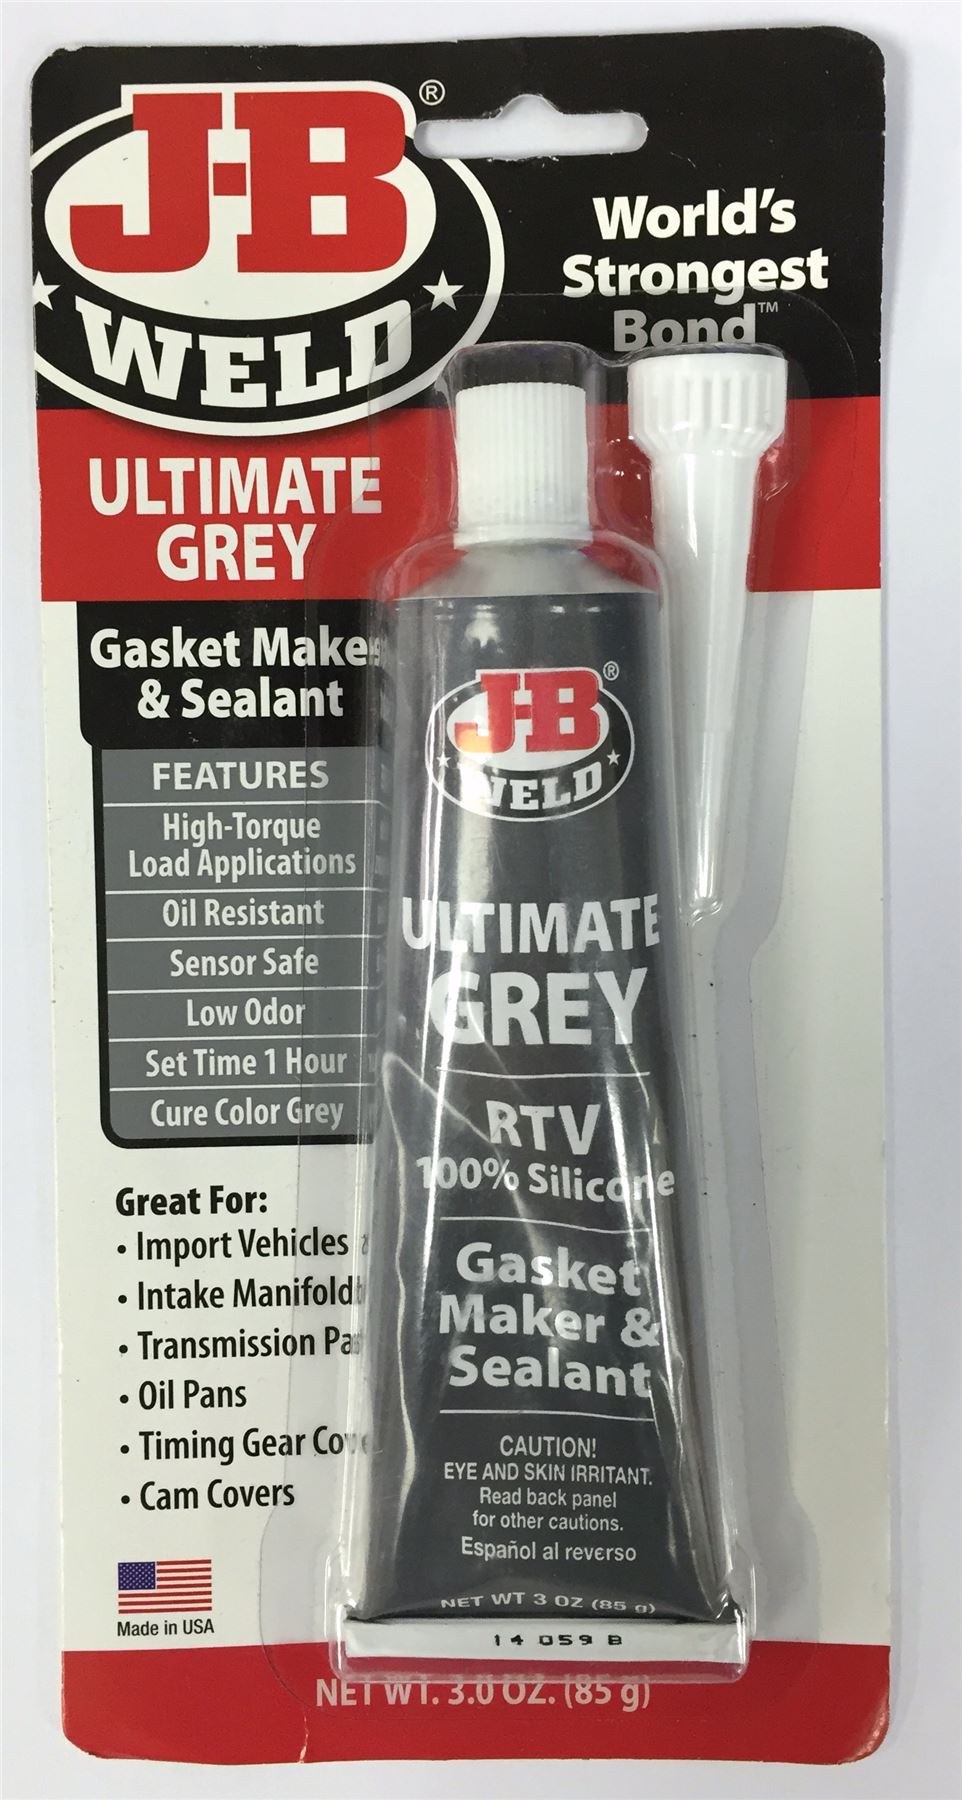 J-B ®
WELD
World's
Strongest
Bond™
ULTIMATE
GREY
Gasket Maker
& Sealant
FEATURES
High-Torque
Load Applications
Oil Resistant
Sensor Safe
Low Odor
Set Time 1 Hour
Cure Color Grey
Great For:
• Import Vehicles
• Intake Manifold
• Transmission Pa
• Oil Pans
• Timing Gear Cove
• Cam Covers
Made in USA
NET WT. 3.0 OZ. (85 g)
J-B ®
WELD
ULTIMATE
GREY
RTV
100% Silicone
Gasket
Maker &
Sealant
CAUTION!
EYE AND SKIN IRRITANT.
Read back panel
for other cautions.
Español al reverso
NET WT 3 OZ (85 g)
14 059 B